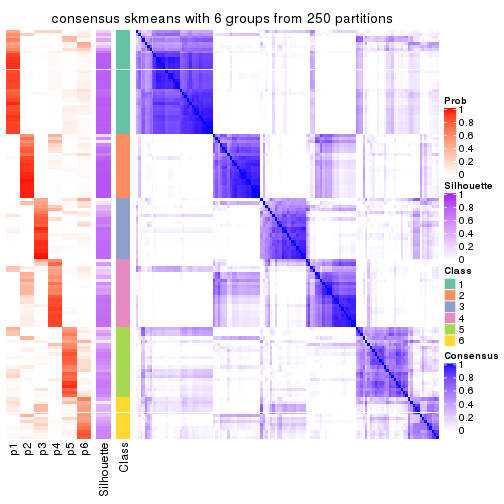 consensus skmeans with 6 groups from 250 partitions
Prob
1
0.8
0.6
0.4
0.2
0
Silhouette
1
0.8
0.6
0.4
0.2
0
Class
1
2
3
4
5
6
Consensus
1
0.8
0.6
0.4
0.2
0
p1
p2
p3
p4
p5
p6
Silhouette
Class